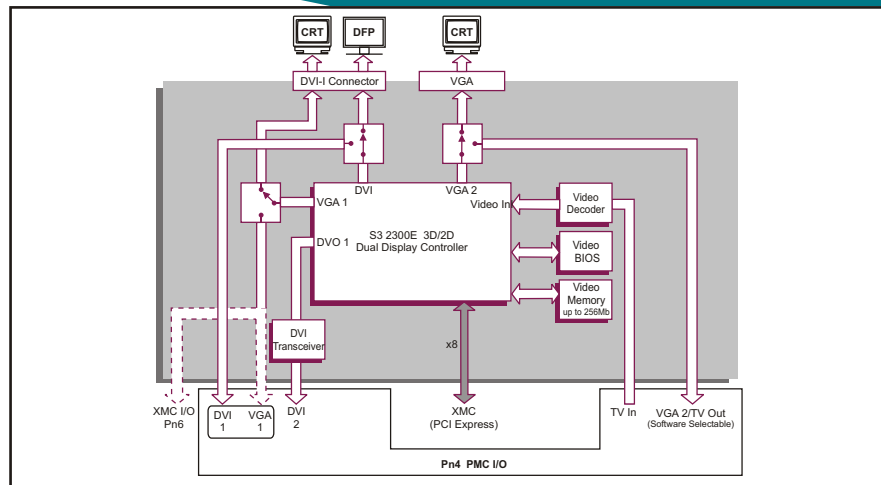 CRT
DFP
CRT
DVI-I Connector
VGA
DVI
VGA 2
VGA 1
Video In
Video
Decoder
DVO 1
S3 2300E 3D/2D
Dual Display Controller
Video
BIOS
Video
Memory
up to 256Mb
DVI
Transceiver
x8
XMC I/O
Pn6
DVI
1
VGA
1
DVI
2
XMC
(PCI Express)
TV In
VGA 2/TV Out
(Software Selectable)
Pn4 PMC I/O